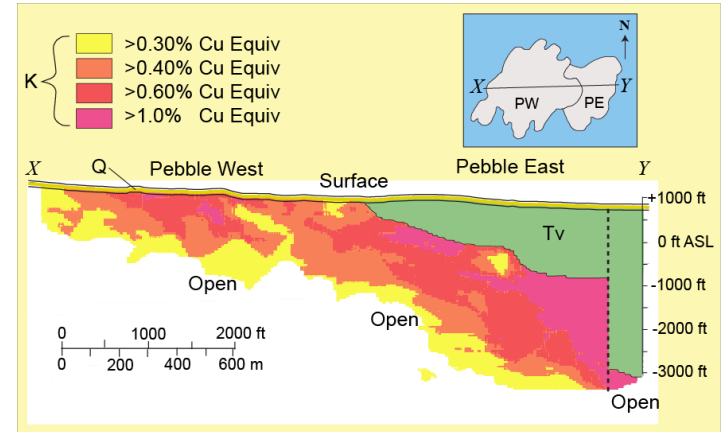 >0.30% Cu Equiv
>0.40% Cu Equiv
K
>0.60% Cu Equiv
>1.0% Cu Equiv
N
X
Y
PW
PE
X
Q
Pebble West
Surface
Pebble East
Y
+1000 ft
Tv
0 ft ASL
Open
-1000 ft
Open
-2000 ft
-3000 ft
Open
0 1000 2000 ft
0 200 400 600 m